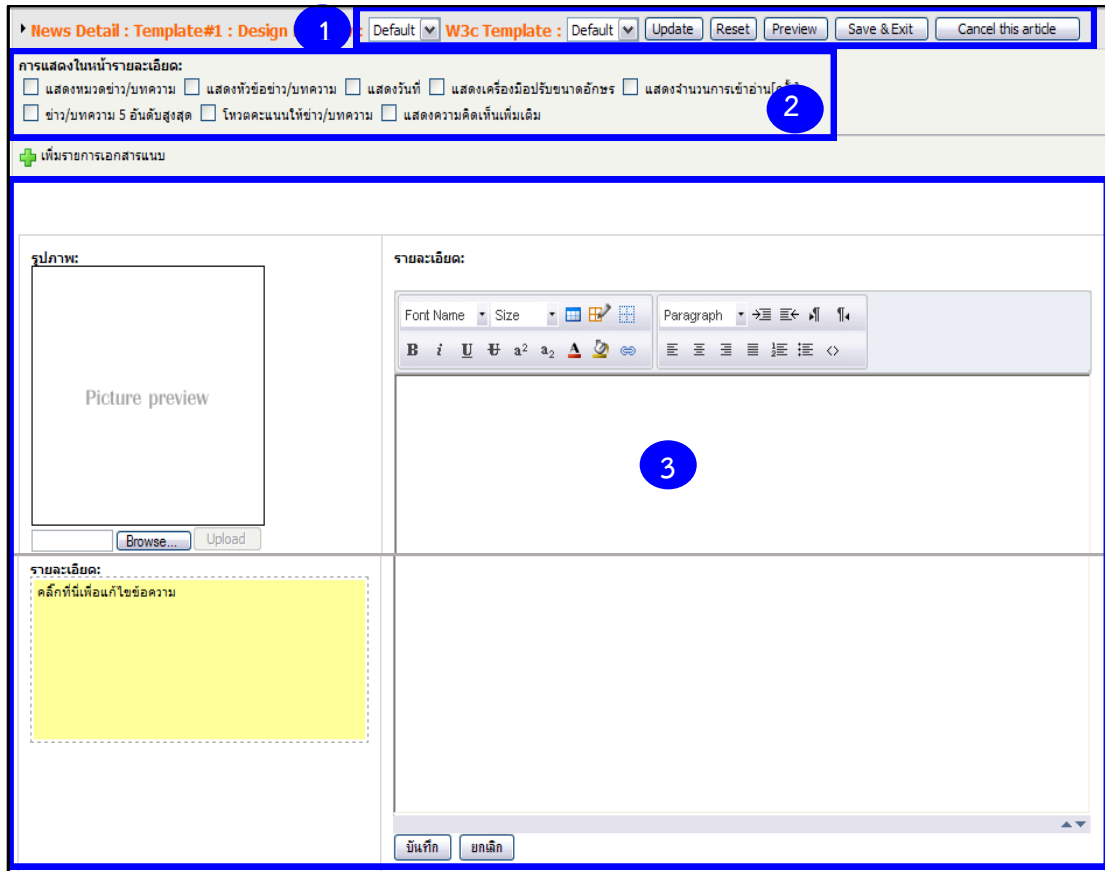 News Detail : Template#1 : Design : Default W3c Template : Default Update Reset Preview Save & Exit Cancel this article
1
การแสดงในหน้ารายละเอียด:
แสดงหมวดข่าว/บทความ แสดงหัวข้อข่าว/บทความ แสดงวันที่ แสดงเครื่องมือปรับขนาดอักษร แสดงจำนวนการเข้าอ่าน
2
ข่าว/บทความ 5 อันดับสูงสุด โหวตคะแนนให้ข่าว/บทความ แสดงความคิดเห็นเพิ่มเติม
เพิ่มรายการเอกสารแนบ
รูปภาพ:
รายละเอียด:
Font Name Size Paragraph
B i U U a² a₂ A
Picture preview
3
Browse... Upload
รายละเอียด:
คลิ๊กที่นี่เพื่อแก้ไขข้อความ
บันทึก ยกเลิก